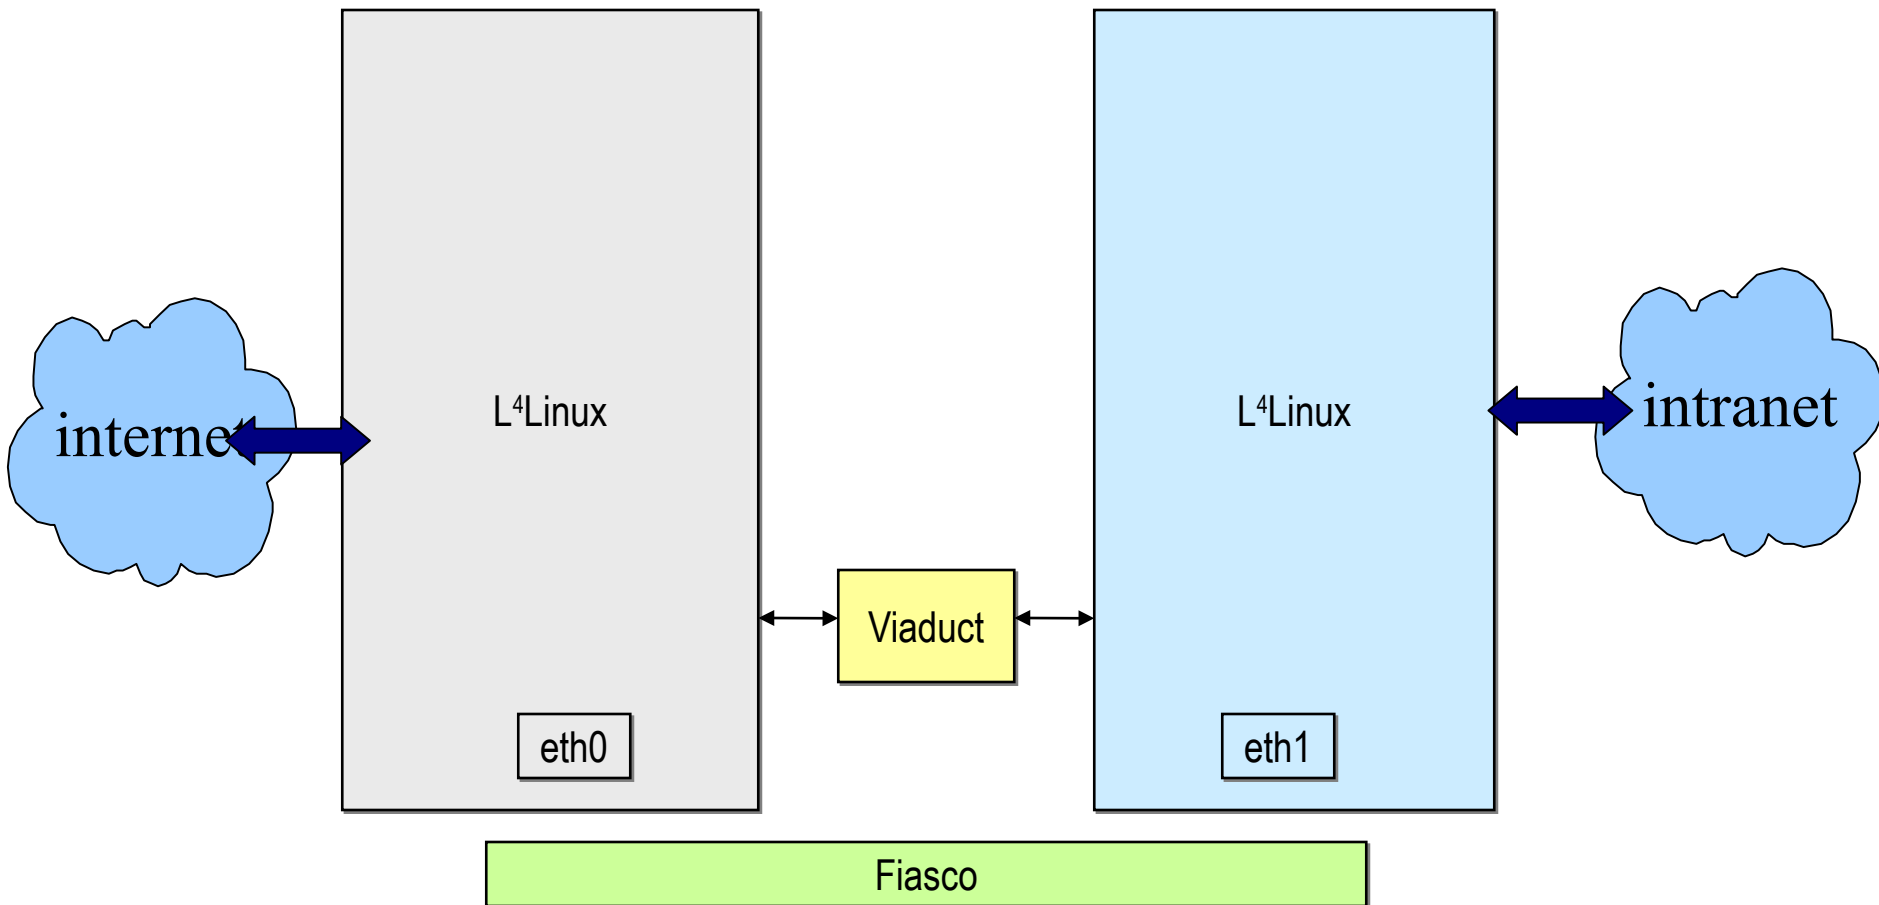 L⁴Linux
L⁴Linux
internet
intranet
Viaduct
eth0
eth1
Fiasco